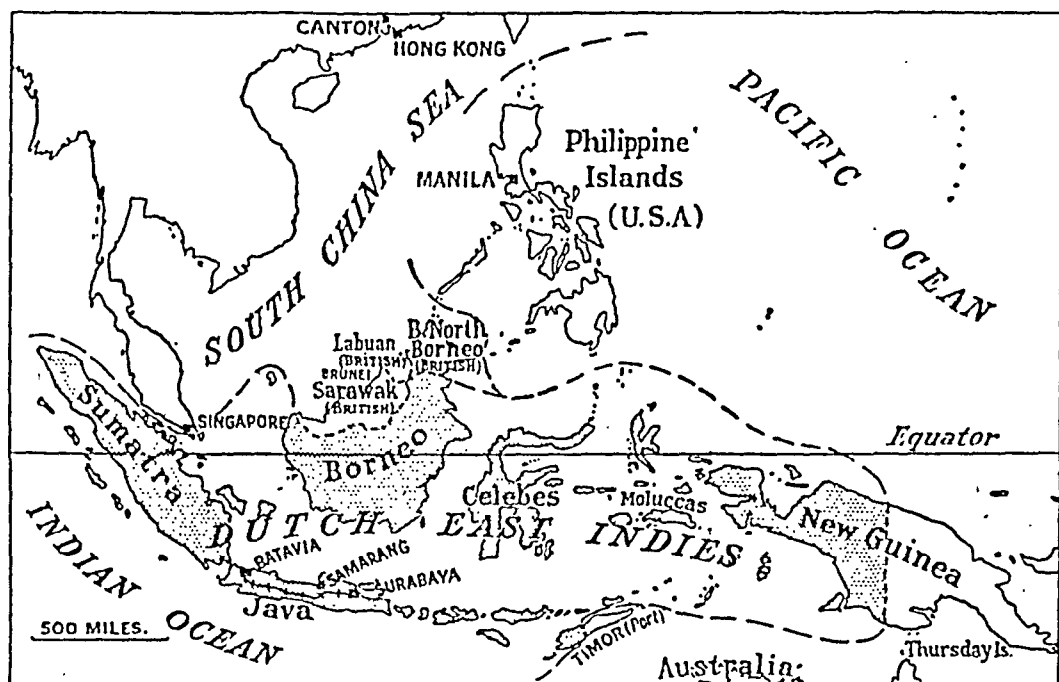 CANTON
HONG KONG
SOUTH CHINA SEA
PACIFIC OCEAN
Philippine
Islands
(U.S.A)
MANILA
Labuan
(BRITISH)
BRUNEI
Sarawak
(BRITISH)
B/North
Borneo
(BRITISH)
SINGAPORE
Sumatra
Borneo
Equator
Celebes
Moluccas
New Guinea
DUTCH EAST INDIES
BATAVIA
SAMARANG
SURABAYA
Java
INDIAN OCEAN
500 MILES.
TIMOR (Port)
Thursday Is.
Australia